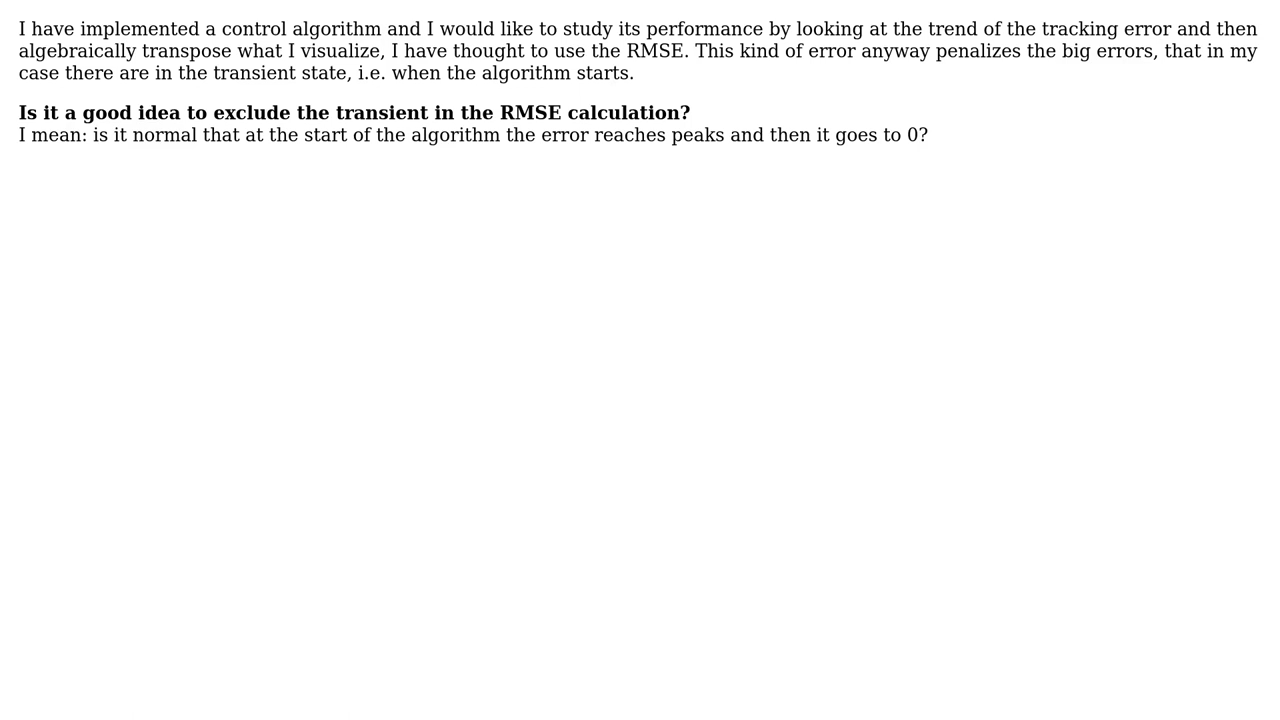 I have implemented a control algorithm and I would like to study its performance by looking at the trend of the tracking error and then
algebraically transpose what I visualize, I have thought to use the RMSE. This kind of error anyway penalizes the big errors, that in my
case there are in the transient state, i.e. when the algorithm starts.
Is it a good idea to exclude the transient in the RMSE calculation?
I mean: is it normal that at the start of the algorithm the error reaches peaks and then it goes to 0?